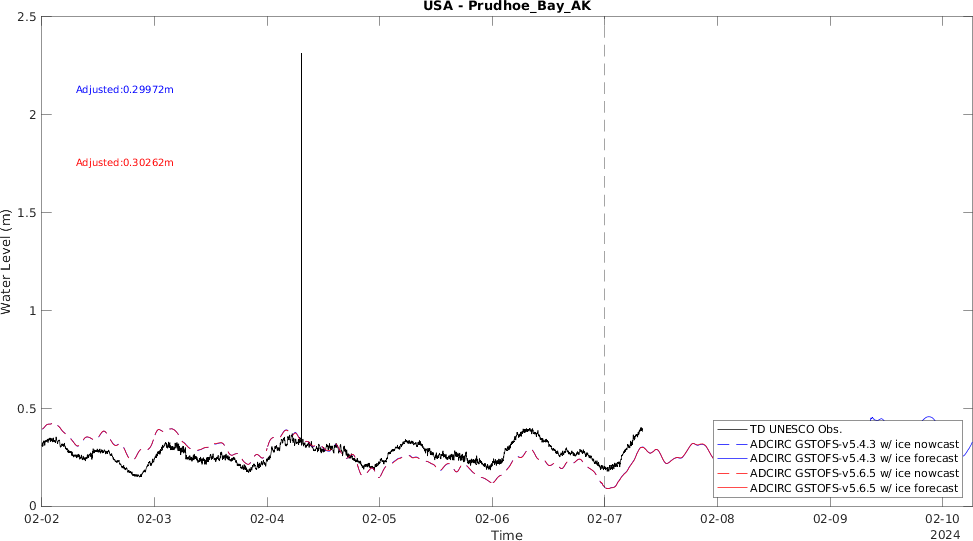 USA - Prudhoe_Bay_AK
2.5
Adjusted:0.29972m
2
Adjusted:0.30262m
1.5
Water Level (m)
1
0.5
TD UNESCO Obs.
ADCIRC GSTOFS-v5.4.3 w/ ice nowcast
ADCIRC GSTOFS-v5.4.3 w/ ice forecast
ADCIRC GSTOFS-v5.6.5 w/ ice nowcast
ADCIRC GSTOFS-v5.6.5 w/ ice forecast
0
02-02 02-03 02-04 02-05 02-06 02-07 02-08 02-09 02-10
Time
2024